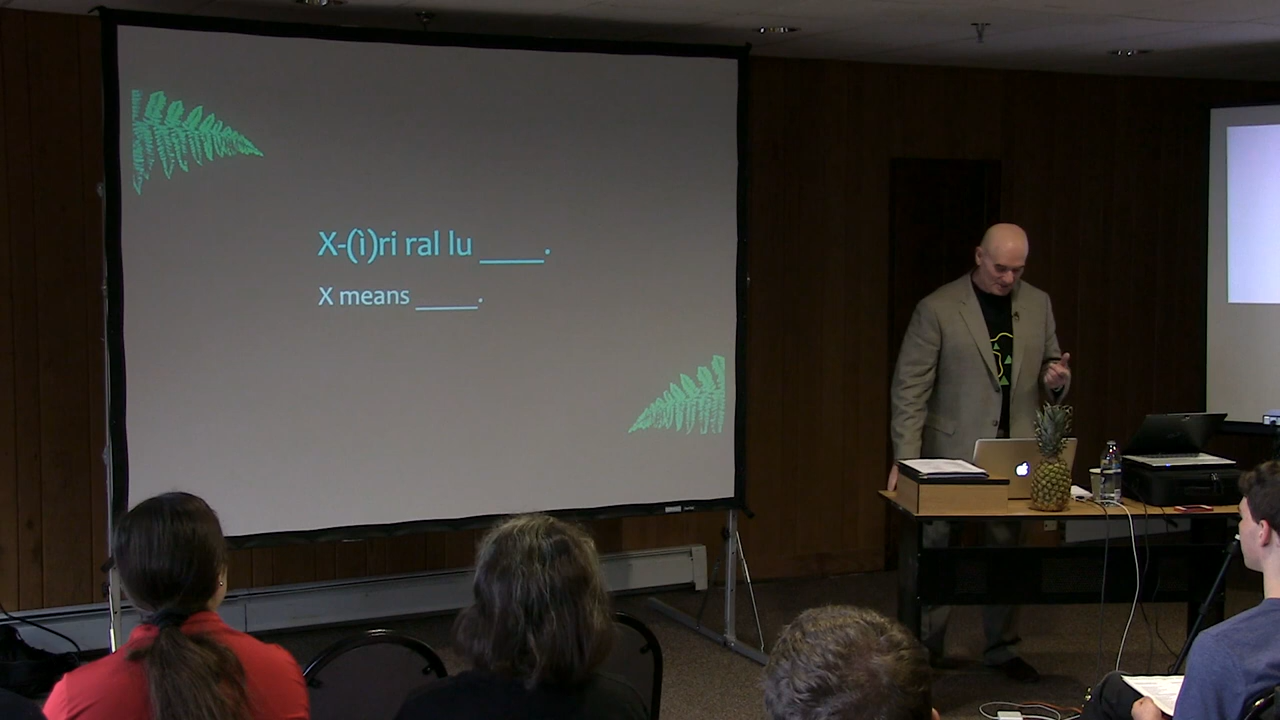 X-(ì)ri ral lu ____.
X means ____.